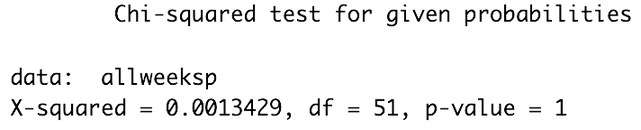 Chi-squared test for given probabilities
data:  allweeksp
X-squared = 0.0013429, df = 51, p-value = 1